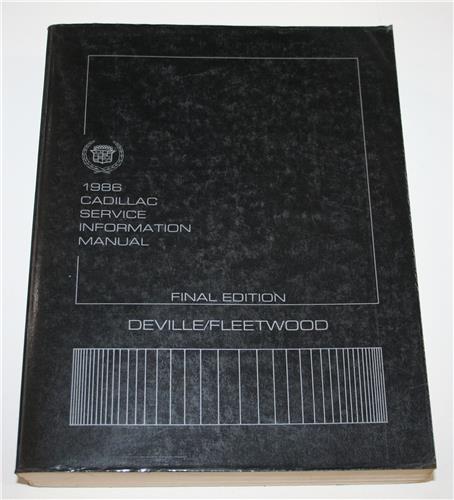 1986
CADILLAC
SERVICE
INFORMATION
MANUAL
FINAL EDITION
DEVILLE/FLEETWOOD